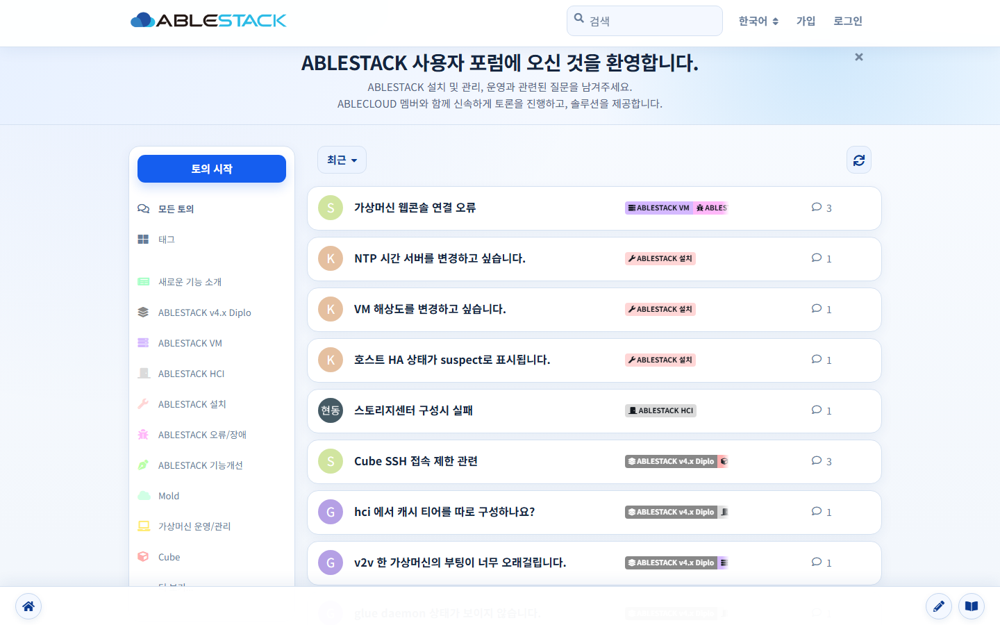 ABLESTACK
검색
한국어
가입
로그인
ABLESTACK 사용자 포럼에 오신 것을 환영합니다.
ABLESTACK 설치 및 관리, 운영과 관련된 질문을 남겨주세요.
ABLECLOUD 멤버와 함께 신속하게 토론을 진행하고, 솔루션을 제공합니다.
토의 시작
모든 토의
태그
새로운 기능 소개
ABLESTACK v4.x Diplo
ABLESTACK VM
ABLESTACK HCI
ABLESTACK 설치
ABLESTACK 오류/장애
ABLESTACK 기능개선
Mold
가상머신 운영/관리
Cube
최근
S 가상머신 웹콘솔 연결 오류 ABLESTACK VM ABLES 3
K NTP 시간 서버를 변경하고 싶습니다. ABLESTACK 설치 1
K VM 해상도를 변경하고 싶습니다. ABLESTACK 설치 1
K 호스트 HA 상태가 suspect로 표시됩니다. ABLESTACK 설치 1
현동 스토리지센터 구성시 실패 ABLESTACK HCI 1
S Cube SSH 접속 제한 관련 ABLESTACK v4.x Diplo 3
G hci 에서 캐시 티어를 따로 구성하나요? ABLESTACK v4.x Diplo 1
G v2v 한 가상머신의 부팅이 너무 오래걸립니다. ABLESTACK v4.x Diplo 1
glue daemon 상태가 보이지 않습니다.